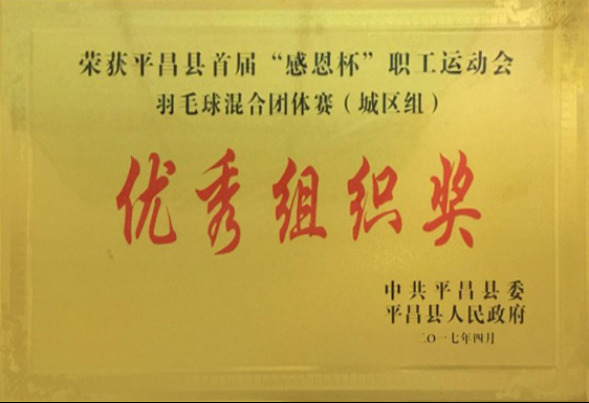 荣获平昌县首届“感恩杯”职工运动会
羽毛球混合团体赛（城区组）
优秀组织奖
中共平昌县委
平昌县人民政府
二〇一七年四月